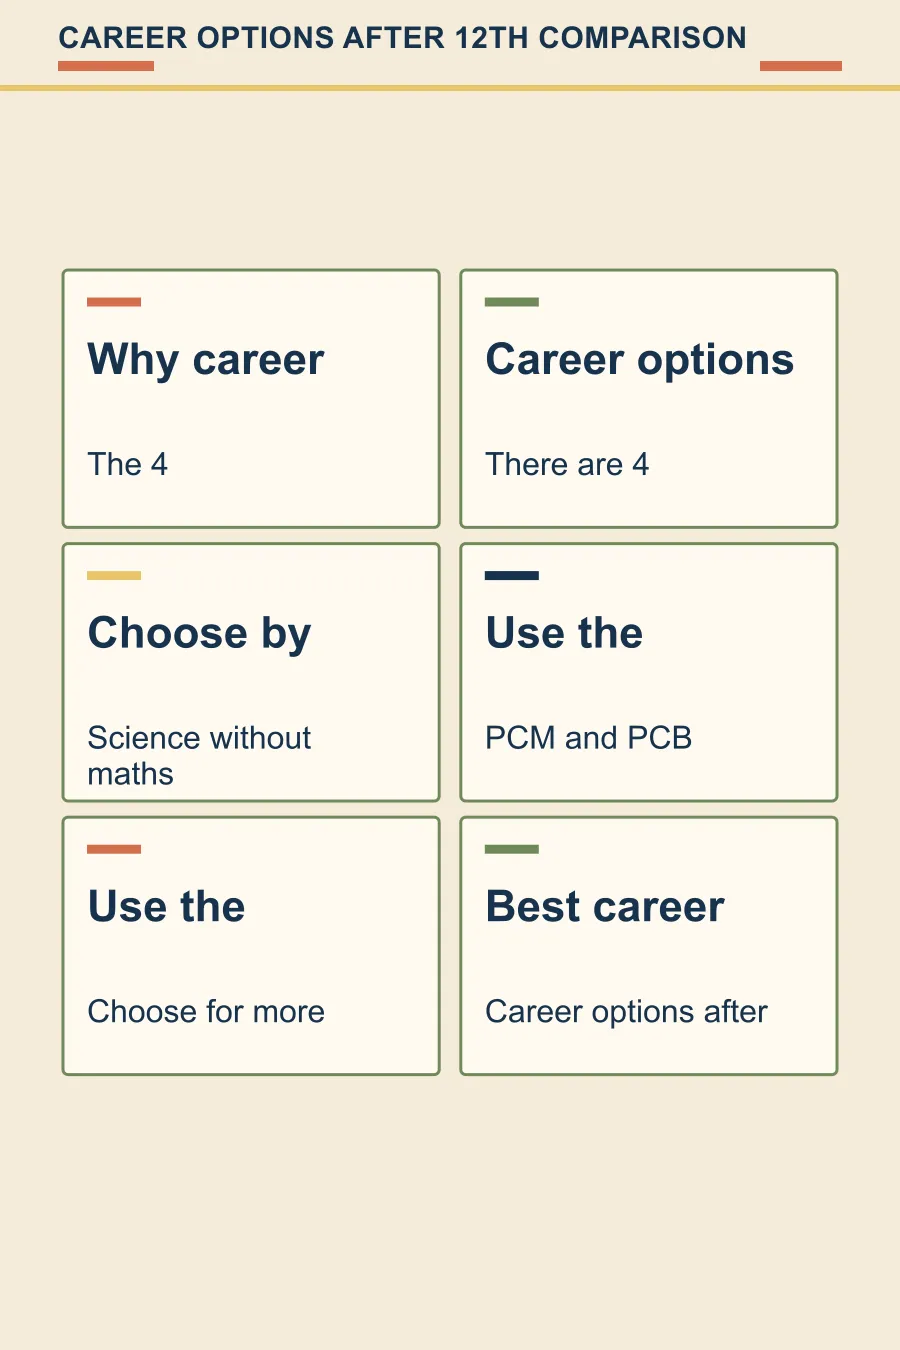 CAREER OPTIONS AFTER 12TH COMPARISON
Why career
The 4
Career options
There are 4
Choose by
Science without
maths
Use the
PCM and PCB
Use the
Choose for more
Best career
Career options after